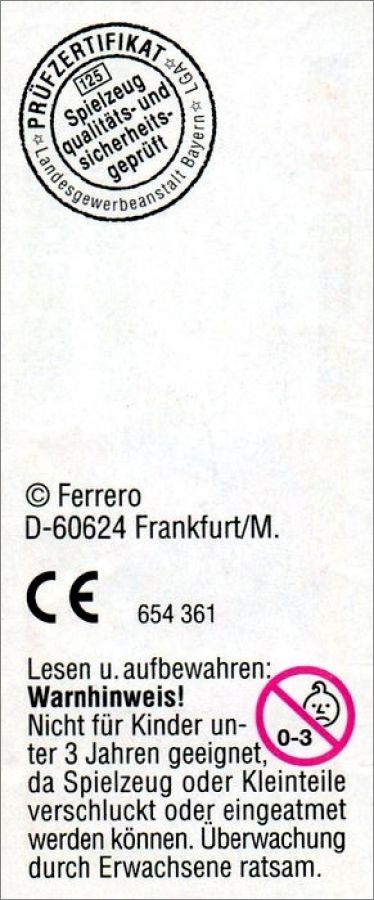 ☆ PRÜFZERTIFIKAT ☆
Landesgewerbeanstalt Bayern ☆ LGA
125
Spielzeug
qualitäts- und
sicherheits-
geprüft
© Ferrero
D-60624 Frankfurt/M.
CE 654 361
Lesen u. aufbewahren:
Warnhinweis!
Nicht für Kinder un-
ter 3 Jahren geeignet,
0-3
da Spielzeug oder Kleinteile
verschluckt oder eingeatmet
werden können. Überwachung
durch Erwachsene ratsam.